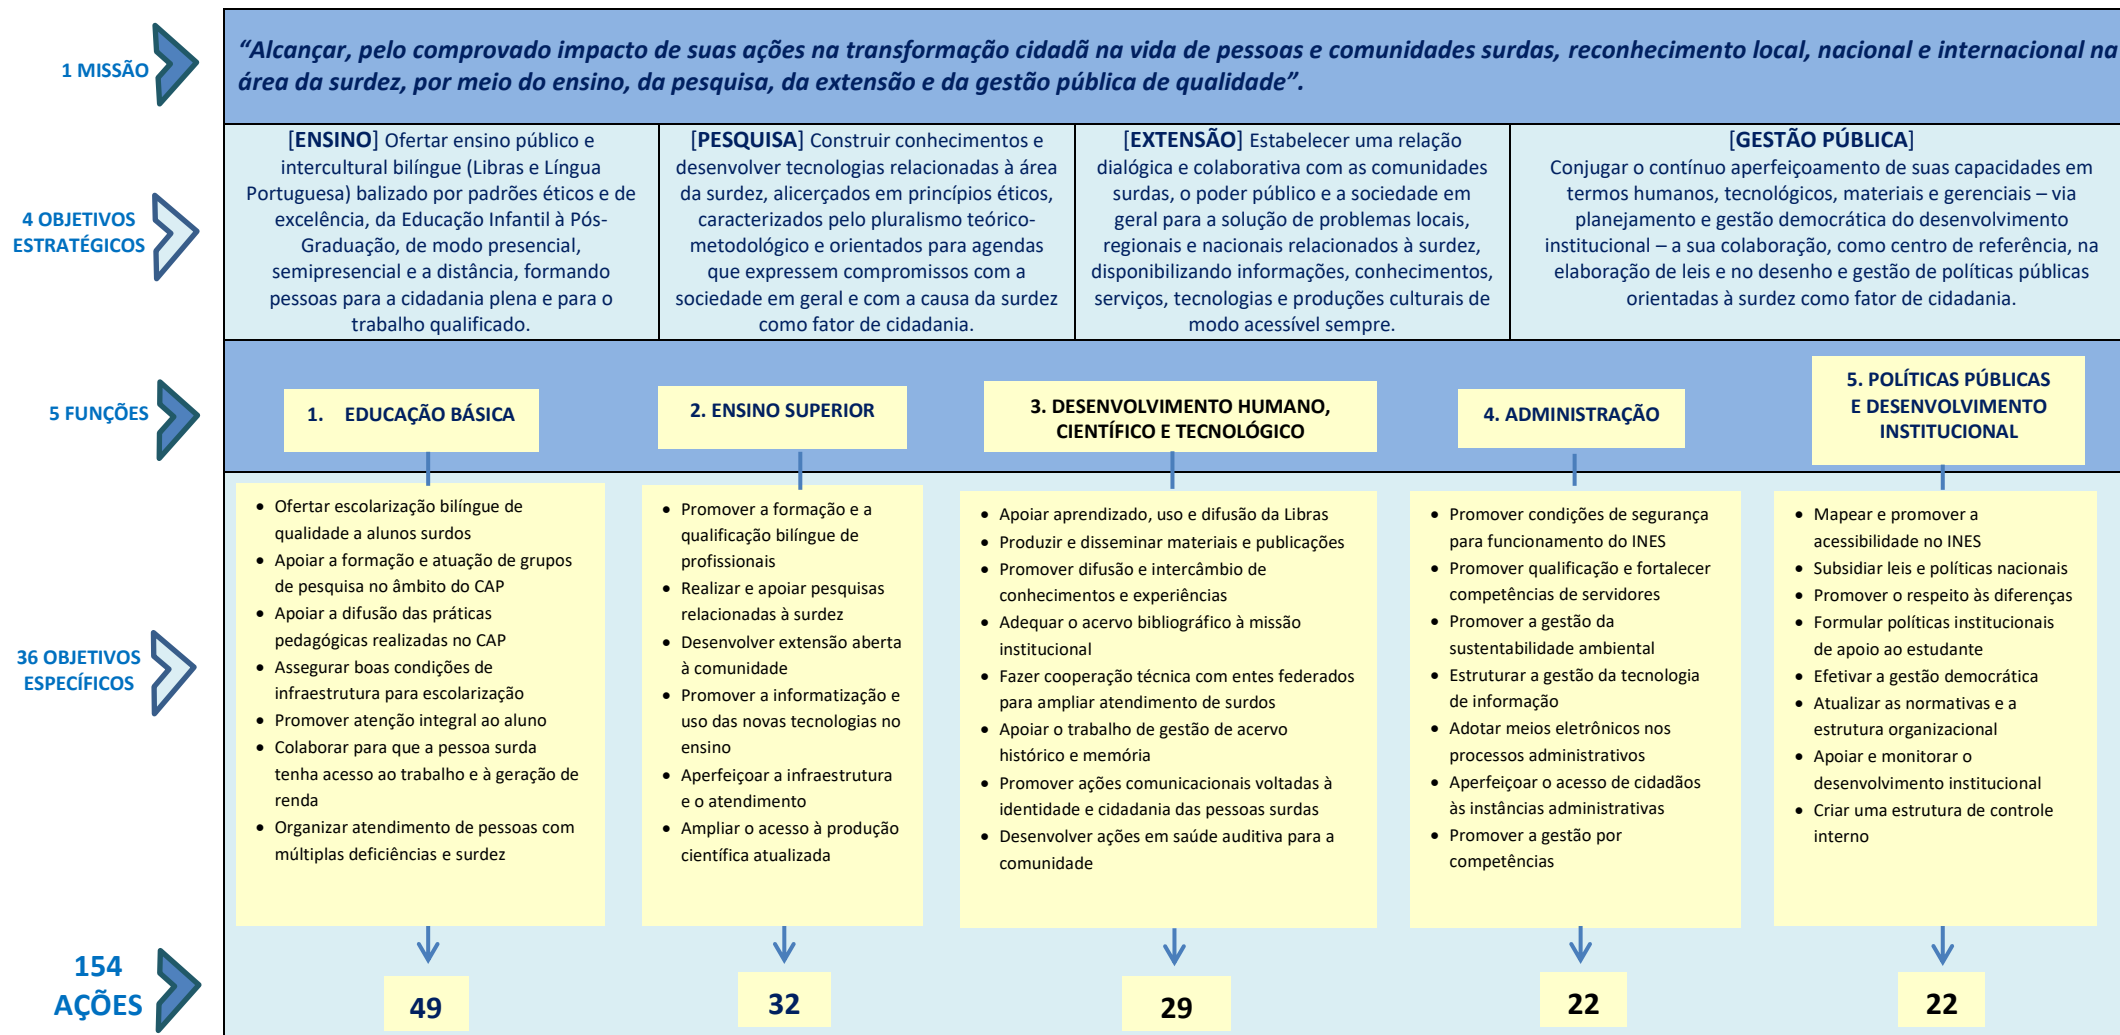 1 MISSÃO
“Alcançar, pelo comprovado impacto de suas ações na transformação cidadã na vida de pessoas e comunidades surdas, reconhecimento local, nacional e internacional na
área da surdez, por meio do ensino, da pesquisa, da extensão e da gestão pública de qualidade”.
4 OBJETIVOS
ESTRATÉGICOS
[ENSINO] Ofertar ensino público e
intercultural bilíngue (Libras e Língua
Portuguesa) balizado por padrões éticos e de
excelência, da Educação Infantil à Pós-
Graduação, de modo presencial,
semipresencial e a distância, formando
pessoas para a cidadania plena e para o
trabalho qualificado.
[PESQUISA] Construir conhecimentos e
desenvolver tecnologias relacionadas à área
da surdez, alicerçados em princípios éticos,
caracterizados pelo pluralismo teórico-
metodológico e orientados para agendas
que expressem compromissos com a
sociedade em geral e com a causa da surdez
como fator de cidadania.
[EXTENSÃO] Estabelecer uma relação
dialógica e colaborativa com as comunidades
surdas, o poder público e a sociedade em
geral para a solução de problemas locais,
regionais e nacionais relacionados à surdez,
disponibilizando informações, conhecimentos,
serviços, tecnologias e produções culturais de
modo acessível sempre.
[GESTÃO PÚBLICA]
Conjugar o contínuo aperfeiçoamento de suas capacidades em
termos humanos, tecnológicos, materiais e gerenciais – via
planejamento e gestão democrática do desenvolvimento
institucional – a sua colaboração, como centro de referência, na
elaboração de leis e no desenho e gestão de políticas públicas
orientadas à surdez como fator de cidadania.
5 FUNÇÕES
1. EDUCAÇÃO BÁSICA
2. ENSINO SUPERIOR
3. DESENVOLVIMENTO HUMANO,
CIENTÍFICO E TECNOLÓGICO
4. ADMINISTRAÇÃO
5. POLÍTICAS PÚBLICAS
E DESENVOLVIMENTO
INSTITUCIONAL
36 OBJETIVOS
ESPECÍFICOS
• Ofertar escolarização bilíngue de
qualidade a alunos surdos
• Apoiar a formação e atuação de grupos
de pesquisa no âmbito do CAP
• Apoiar a difusão das práticas
pedagógicas realizadas no CAP
• Assegurar boas condições de
infraestrutura para escolarização
• Promover atenção integral ao aluno
• Colaborar para que a pessoa surda
tenha acesso ao trabalho e à geração de
renda
• Organizar atendimento de pessoas com
múltiplas deficiências e surdez
• Promover a formação e a
qualificação bilíngue de
profissionais
• Realizar e apoiar pesquisas
relacionadas à surdez
• Desenvolver extensão aberta
à comunidade
• Promover a informatização e
uso das novas tecnologias no
ensino
• Aperfeiçoar a infraestrutura
e o atendimento
• Ampliar o acesso à produção
científica atualizada
• Apoiar aprendizado, uso e difusão da Libras
• Produzir e disseminar materiais e publicações
• Promover difusão e intercâmbio de
conhecimentos e experiências
• Adequar o acervo bibliográfico à missão
institucional
• Fazer cooperação técnica com entes federados
para ampliar atendimento de surdos
• Apoiar o trabalho de gestão de acervo
histórico e memória
• Promover ações comunicacionais voltadas à
identidade e cidadania das pessoas surdas
• Desenvolver ações em saúde auditiva para a
comunidade
• Promover condições de segurança
para funcionamento do INES
• Promover qualificação e fortalecer
competências de servidores
• Promover a gestão da
sustentabilidade ambiental
• Estruturar a gestão da tecnologia
de informação
• Adotar meios eletrônicos nos
processos administrativos
• Aperfeiçoar o acesso de cidadãos
às instâncias administrativas
• Promover a gestão por
competências
• Mapear e promover a
acessibilidade no INES
• Subsidiar leis e políticas nacionais
• Promover o respeito às diferenças
• Formular políticas institucionais
de apoio ao estudante
• Efetivar a gestão democrática
• Atualizar as normativas e a
estrutura organizacional
• Apoiar e monitorar o
desenvolvimento institucional
• Criar uma estrutura de controle
interno
154
AÇÕES
49
32
29
22
22